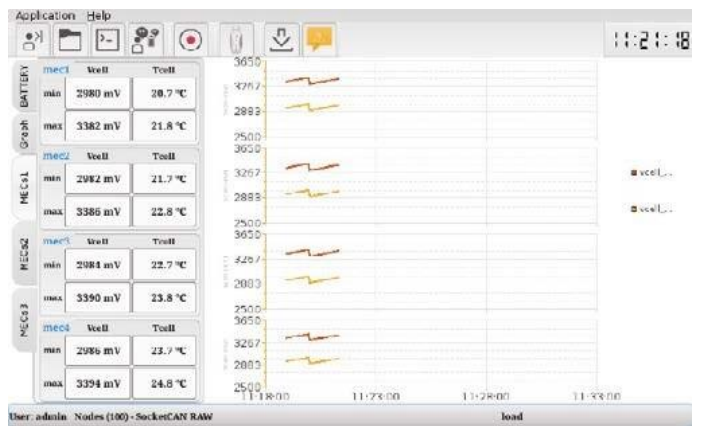 Application Help
11:21:18
BATTERY
Graph
MECs1
MECs2
MECs3
mec1 Vcell Tcell
min 2980 mV 20.7 °C
max 3382 mV 21.8 °C
mec2 Vcell Tcell
min 2982 mV 21.7 °C
max 3386 mV 22.8 °C
mec3 Vcell Tcell
min 2984 mV 22.7 °C
max 3390 mV 23.8 °C
mec4 Vcell Tcell
min 2986 mV 23.7 °C
max 3394 mV 24.8 °C
3650
3267
2883
2500
3650
3267
2883
2500
3650
3267
2883
2500
3650
3267
2883
2500
11:18:00 11:23:00 11:28:00 11:33:00
vcell_...
vcell_...
User: admin Nodes (100) - SocketCAN RAW load